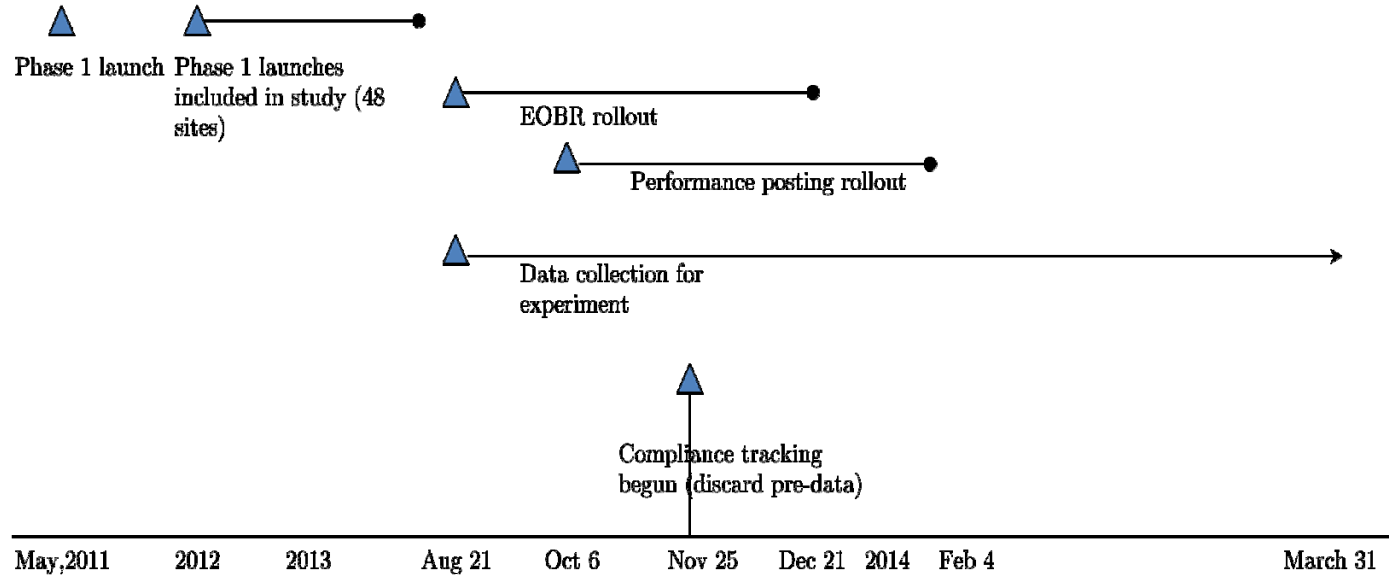 Phase 1 launch
Phase 1 launches
included in study (48
sites)
EOBR rollout
Performance posting rollout
Data collection for
experiment
Compliance tracking
begun (discard pre-data)
May,2011 2012 2013 Aug 21 Oct 6 Nov 25 Dec 21 2014 Feb 4 March 31